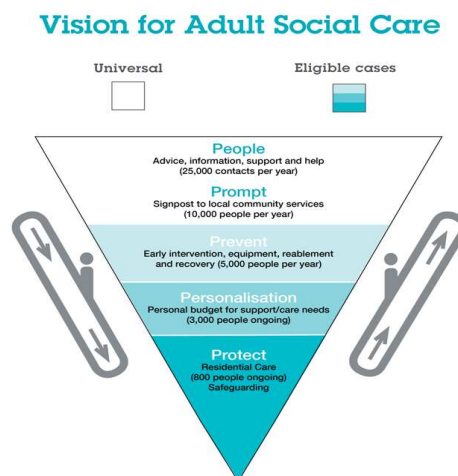 Vision for Adult Social Care
Universal
Eligible cases
People
Advice, information, support and help
(25,000 contacts per year)
Prompt
Signpost to local community services
(10,000 people per year)
Prevent
Early intervention, equipment, reablement
and recovery (5,000 people per year)
Personalisation
Personal budget for support/care needs
(3,000 people ongoing)
Protect
Residential Care
(800 people ongoing)
Safeguarding